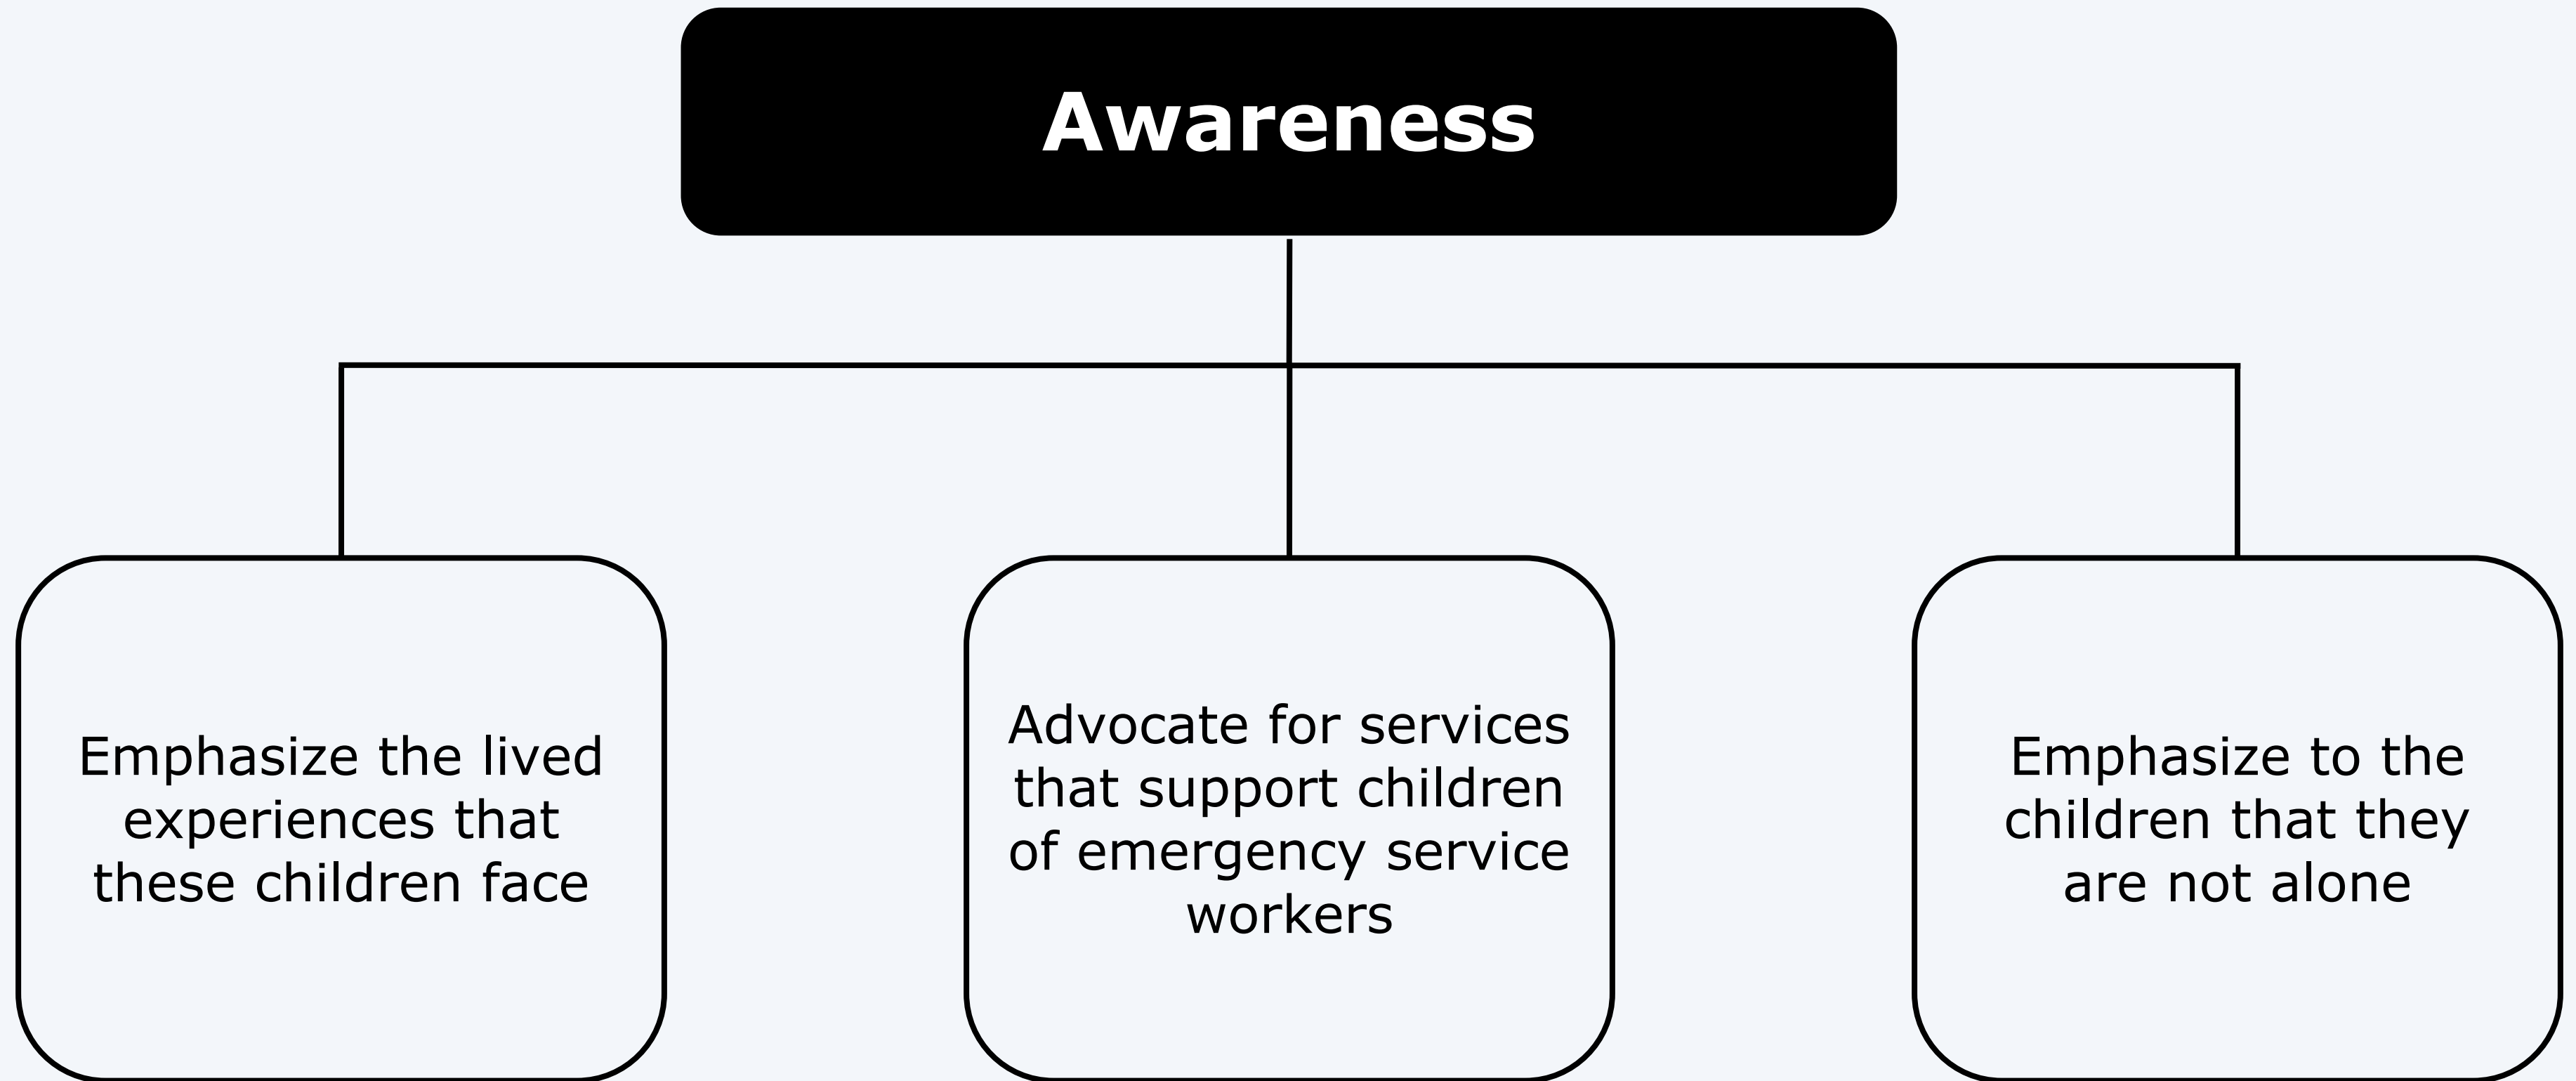 Awareness
Emphasize the lived
experiences that
these children face
Advocate for services
that support children
of emergency service
workers
Emphasize to the
children that they
are not alone